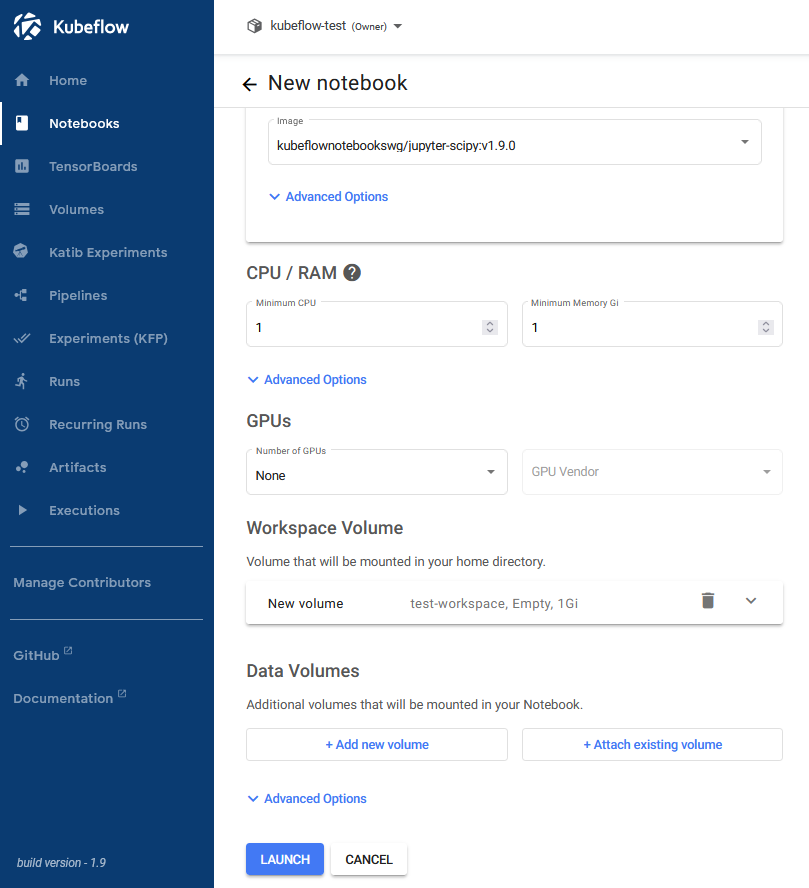 Kubeflow
Home
Notebooks
TensorBoards
Volumes
Katib Experiments
Pipelines
Experiments (KFP)
Runs
Recurring Runs
Artifacts
Executions
Manage Contributors
GitHub
Documentation
build version - 1.9
kubeflow-test (Owner)
New notebook
Image
kubeflownotebookswg/jupyter-scipy:v1.9.0
Advanced Options
CPU / RAM ?
Minimum CPU
1
Minimum Memory Gi
1
Advanced Options
GPUs
Number of GPUs
None
GPU Vendor
Workspace Volume
Volume that will be mounted in your home directory.
New volume test-workspace, Empty, 1Gi
Data Volumes
Additional volumes that will be mounted in your Notebook.
+ Add new volume
+ Attach existing volume
Advanced Options
LAUNCH
CANCEL